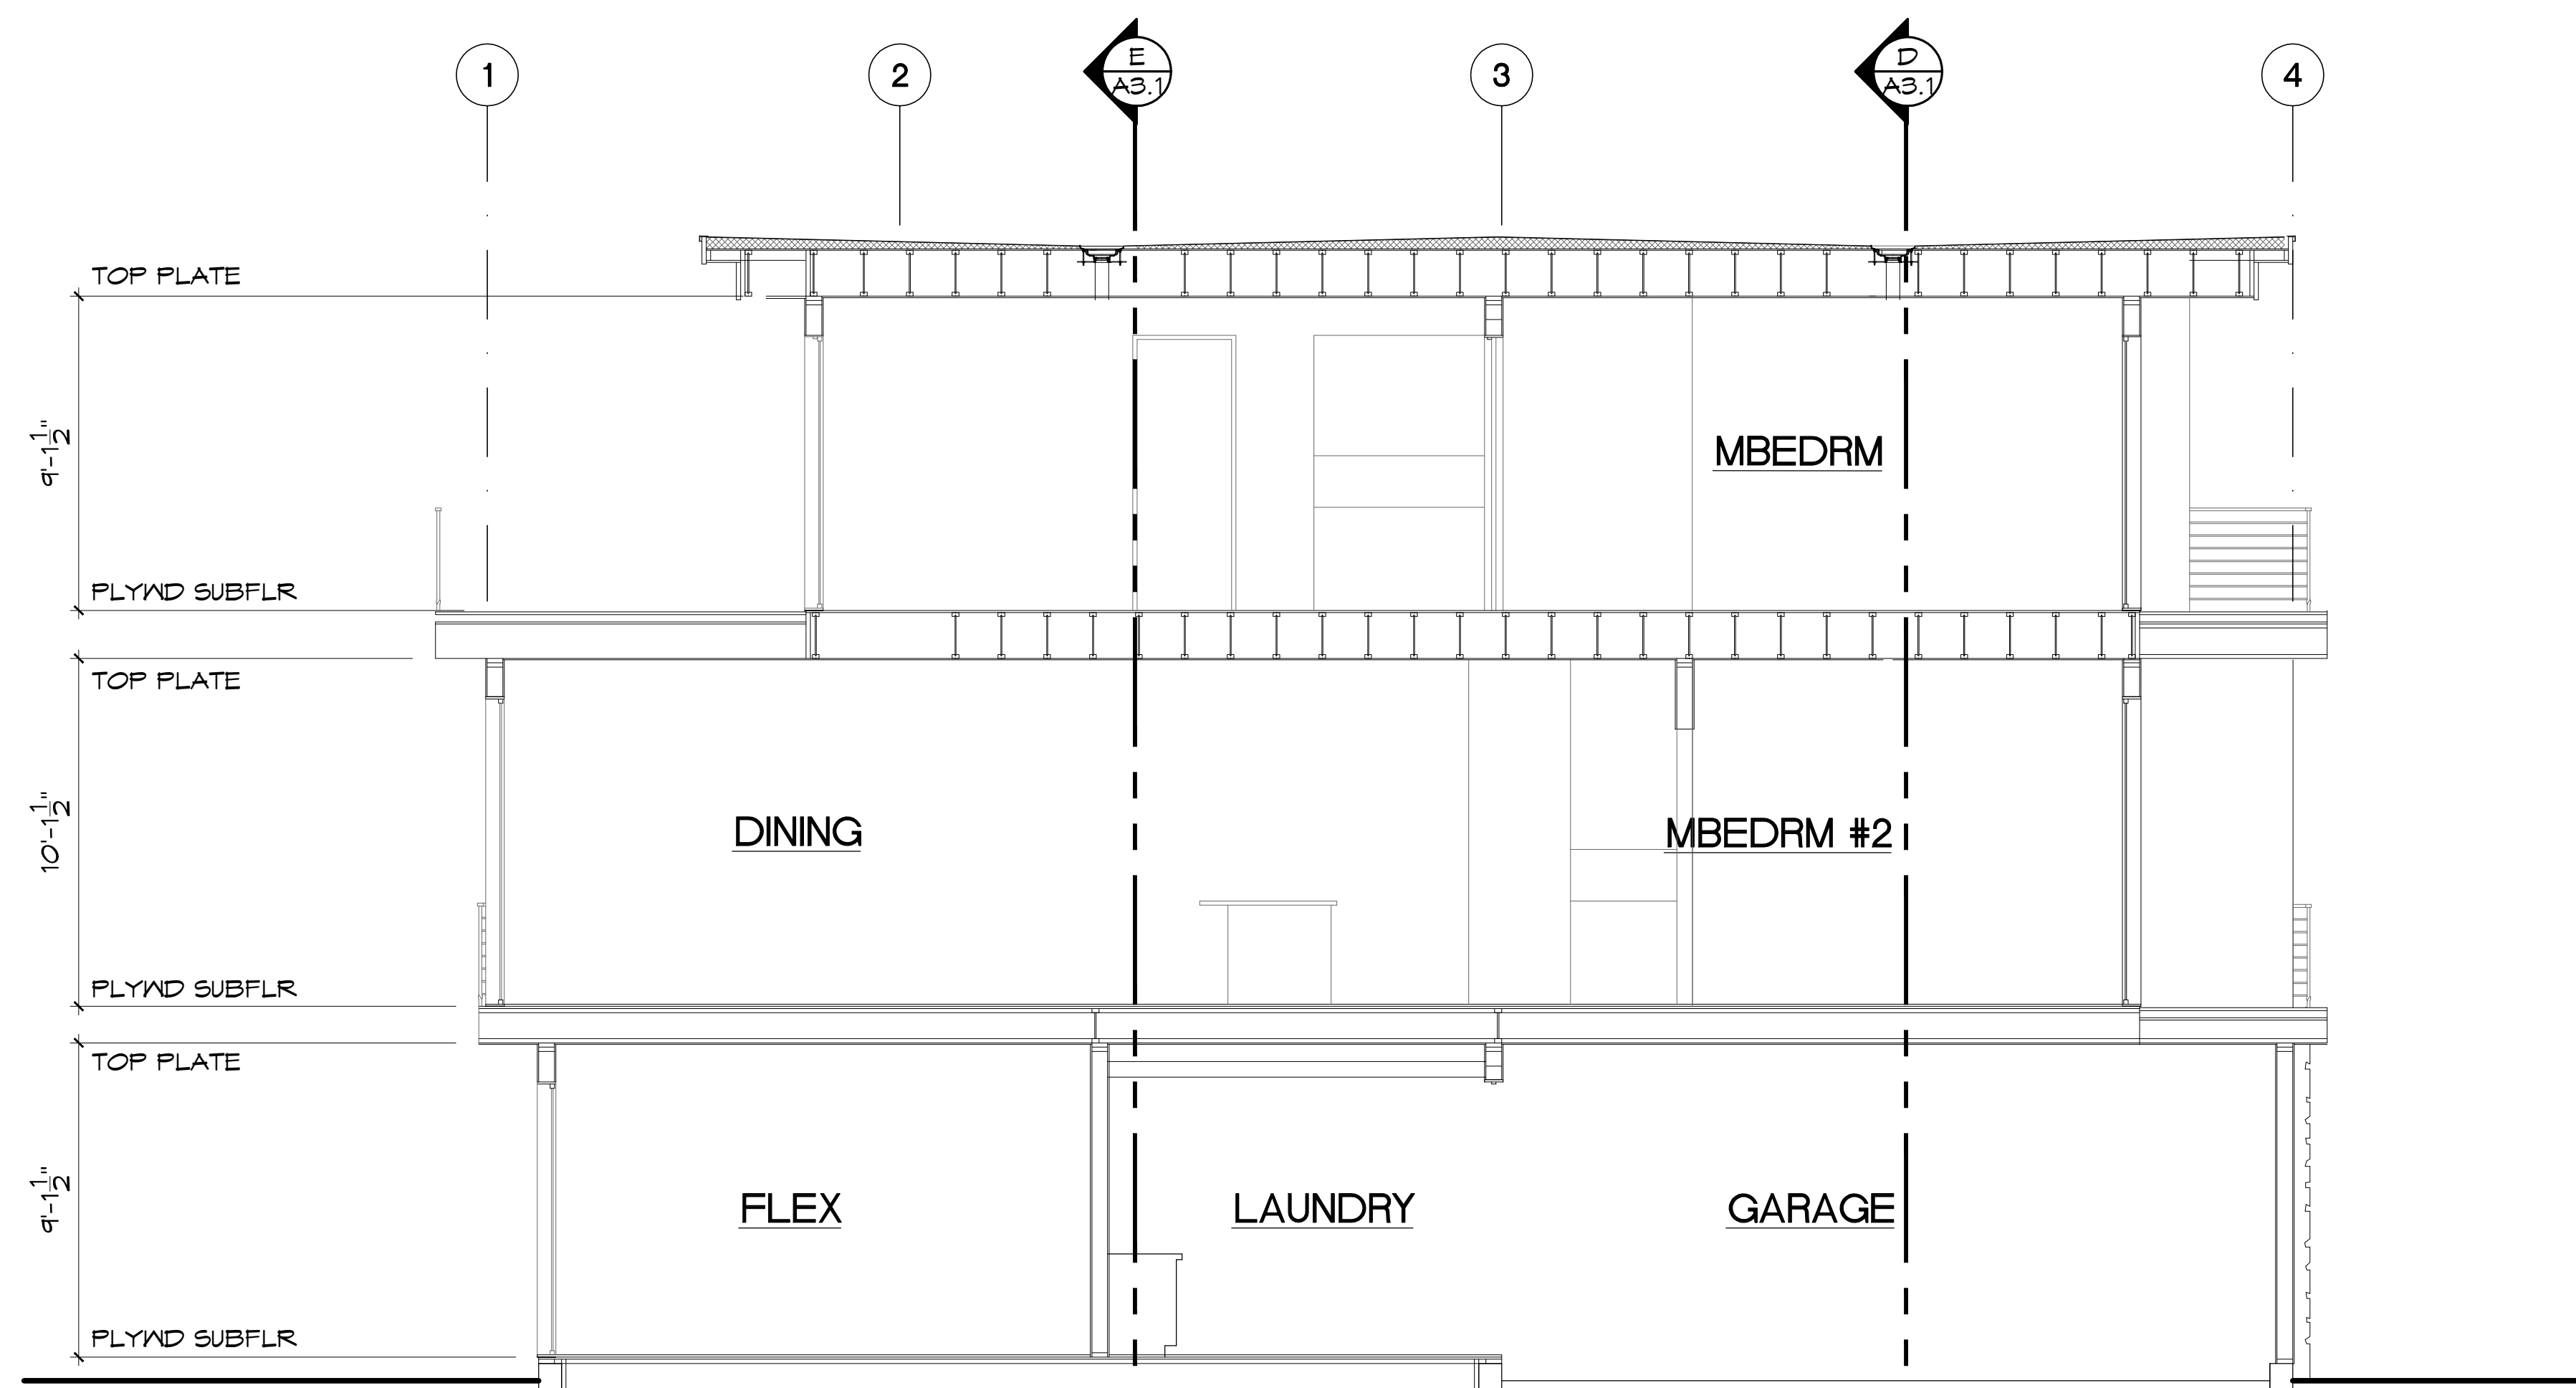 1
2
E
A3.1
3
D
A3.1
4
TOP PLATE
9'-1 1/2"
MBEDRM
PLYWD SUBFLR
TOP PLATE
10'-1 1/2"
DINING
MBEDRM #2
PLYWD SUBFLR
TOP PLATE
9'-1 1/2"
FLEX
LAUNDRY
GARAGE
PLYWD SUBFLR